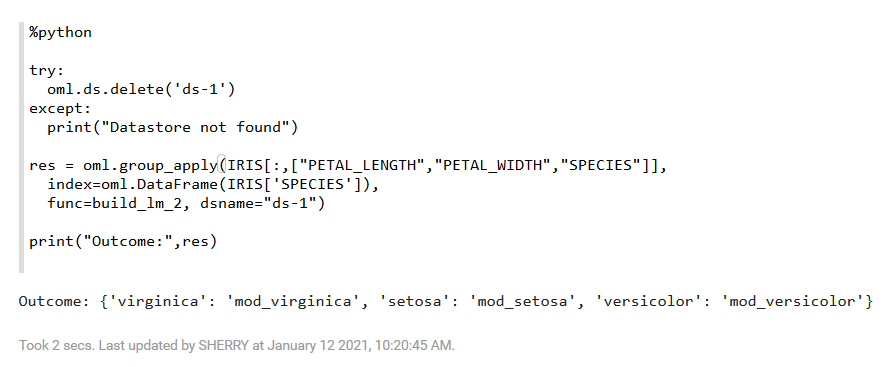 %python
try:
  oml.ds.delete('ds-1')
except:
  print("Datastore not found")
res = oml.group_apply(IRIS[:,["PETAL_LENGTH","PETAL_WIDTH","SPECIES"]],
  index=oml.DataFrame(IRIS['SPECIES']),
  func=build_lm_2, dsname="ds-1")
print("Outcome:",res)
Outcome: {'virginica': 'mod_virginica', 'setosa': 'mod_setosa', 'versicolor': 'mod_versicolor'}
Took 2 secs. Last updated by SHERRY at January 12 2021, 10:20:45 AM.